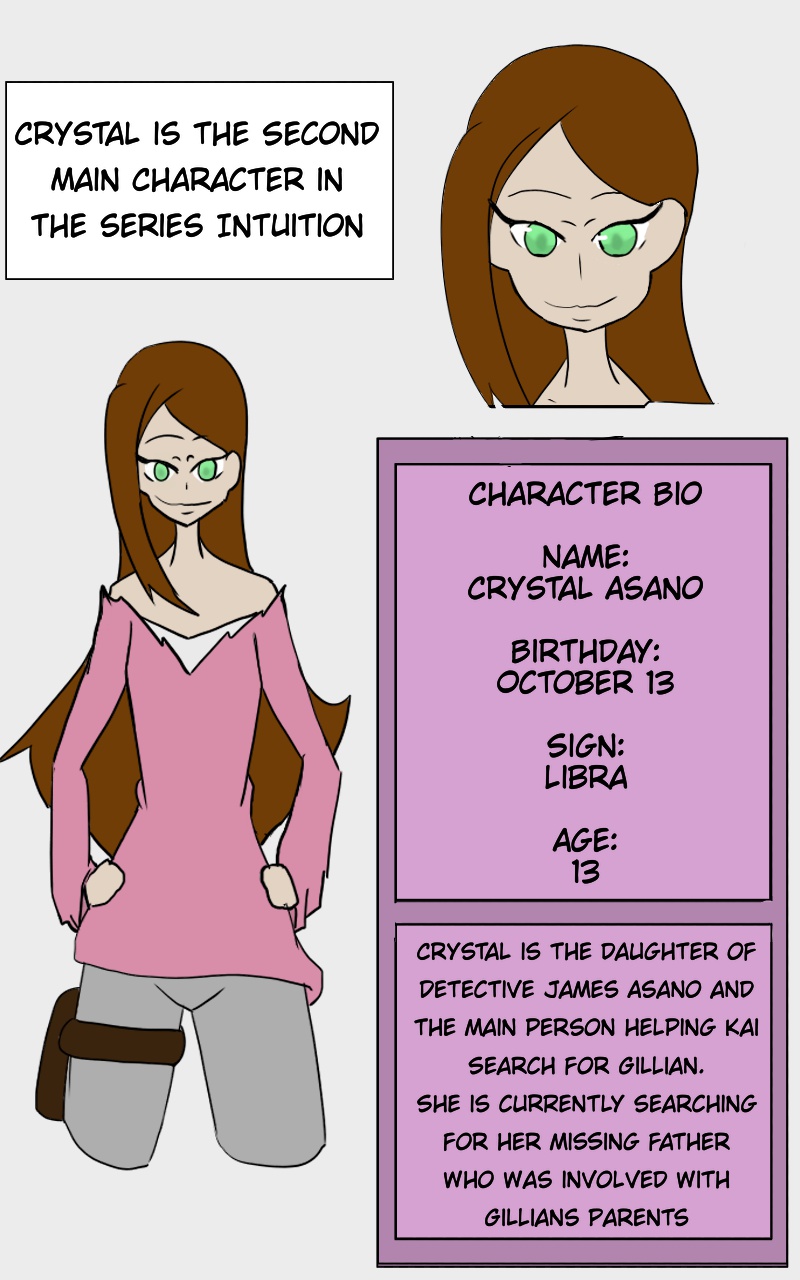 CRYSTAL IS THE SECOND
MAIN CHARACTER IN
THE SERIES INTUITION
CHARACTER BIO
NAME:
CRYSTAL ASANO
BIRTHDAY:
OCTOBER 13
SIGN:
LIBRA
AGE:
13
CRYSTAL IS THE DAUGHTER OF
DETECTIVE JAMES ASANO AND
THE MAIN PERSON HELPING KAI
SEARCH FOR GILLIAN.
SHE IS CURRENTLY SEARCHING
FOR HER MISSING FATHER
WHO WAS INVOLVED WITH
GILLIANS PARENTS